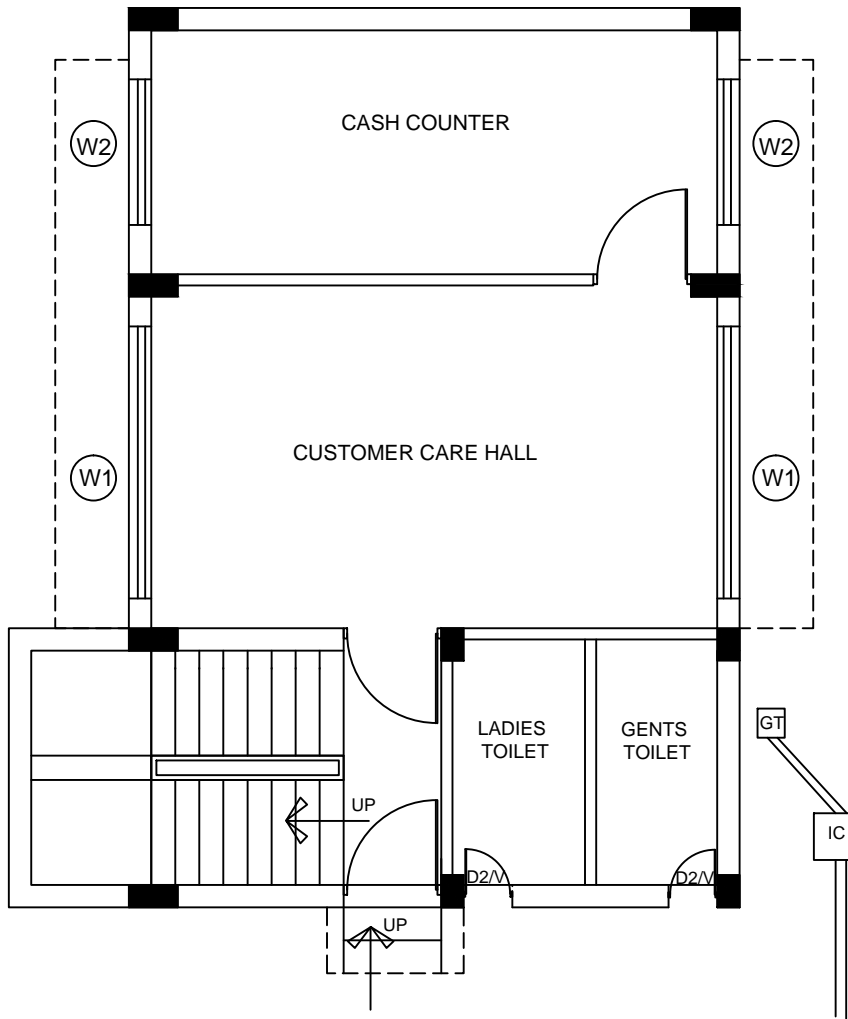 CASH COUNTER
W2
W2
CUSTOMER CARE HALL
W1
W1
LADIES
TOILET
GENTS
TOILET
GT
UP
IC
D2/V
D2/V
UP